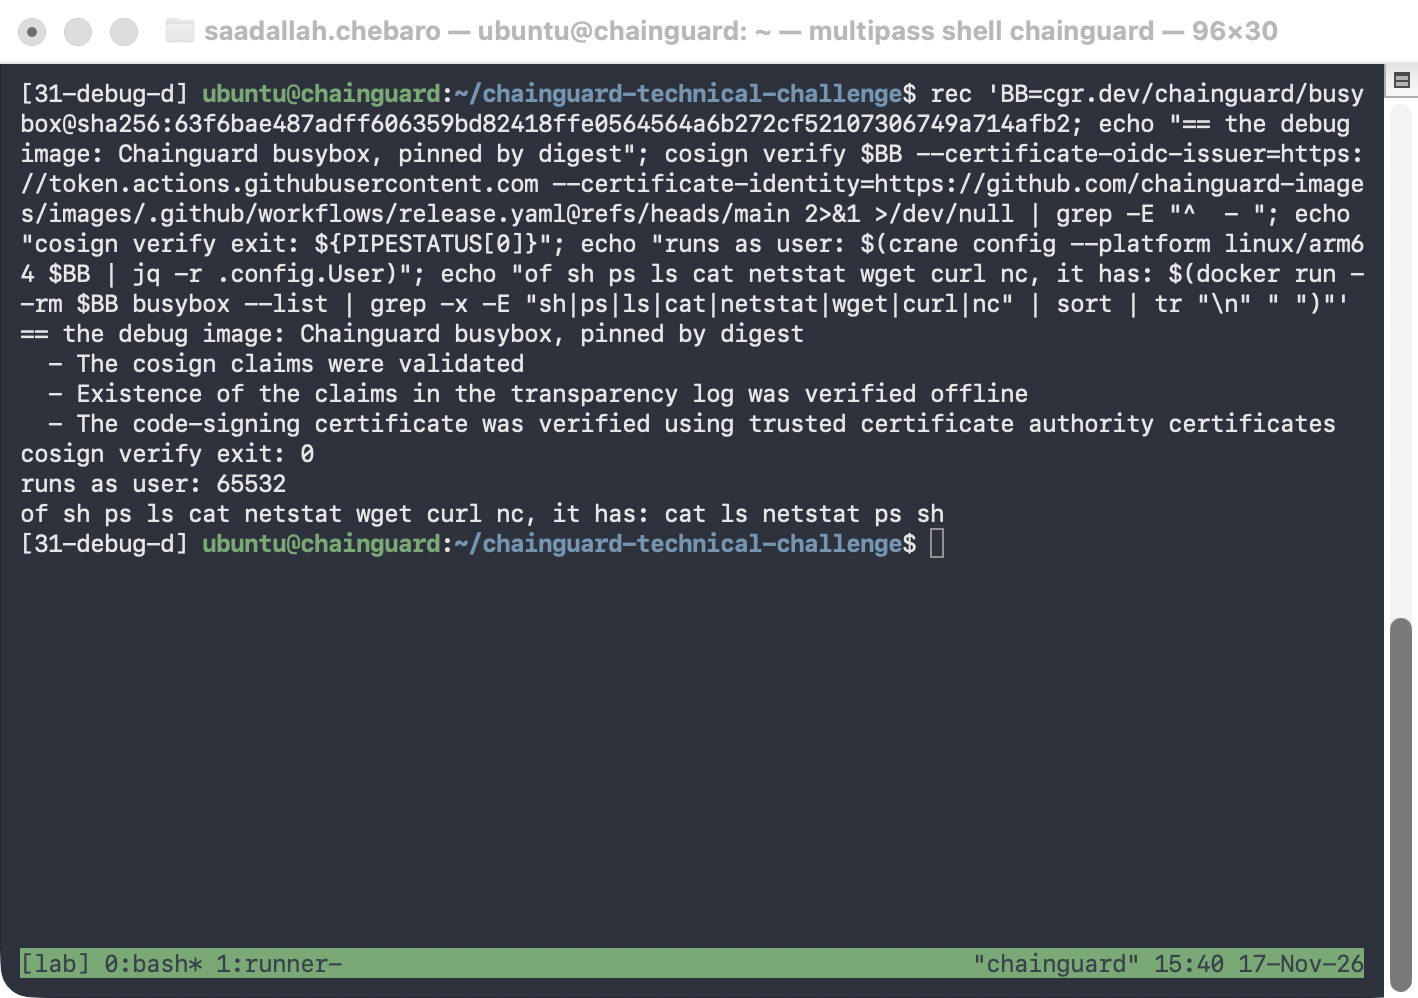 saadallah.chebaro — ubuntu@chainguard: ~ — multipass shell chainguard — 96×30
[31-debug-d] ubuntu@chainguard:~/chainguard-technical-challenge$ rec 'BB=cgr.dev/chainguard/busy
box@sha256:63f6bae487adff606359bd82418ffe0564564a6b272cf52107306749a714afb2; echo "== the debug
image: Chainguard busybox, pinned by digest"; cosign verify $BB --certificate-oidc-issuer=https:
//token.actions.githubusercontent.com --certificate-identity=https://github.com/chainguard-image
s/images/.github/workflows/release.yaml@refs/heads/main 2>&1 >/dev/null | grep -E "^  - "; echo
"cosign verify exit: ${PIPESTATUS[0]}"; echo "runs as user: $(crane config --platform linux/arm6
4 $BB | jq -r .config.User)"; echo "of sh ps ls cat netstat wget curl nc, it has: $(docker run -
-rm $BB busybox --list | grep -x -E "sh|ps|ls|cat|netstat|wget|curl|nc" | sort | tr "\n" " ")"'
== the debug image: Chainguard busybox, pinned by digest
  - The cosign claims were validated
  - Existence of the claims in the transparency log was verified offline
  - The code-signing certificate was verified using trusted certificate authority certificates
cosign verify exit: 0
runs as user: 65532
of sh ps ls cat netstat wget curl nc, it has: cat ls netstat ps sh
[31-debug-d] ubuntu@chainguard:~/chainguard-technical-challenge$
[lab] 0:bash* 1:runner- "chainguard" 15:40 17-Nov-26